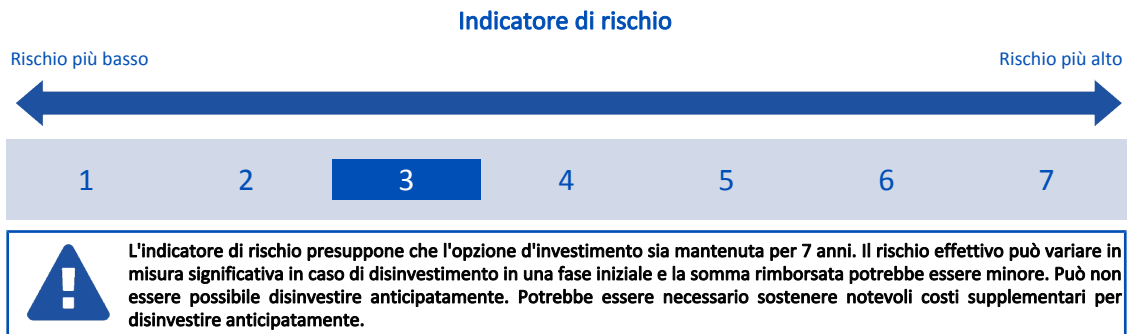 Indicatore di rischio
Rischio più basso Rischio più alto
1 2 3 4 5 6 7
L'indicatore di rischio presuppone che l'opzione d'investimento sia mantenuta per 7 anni. Il rischio effettivo può variare in
misura significativa in caso di disinvestimento in una fase iniziale e la somma rimborsata potrebbe essere minore. Può non
essere possibile disinvestire anticipatamente. Potrebbe essere necessario sostenere notevoli costi supplementari per
disinvestire anticipatamente.